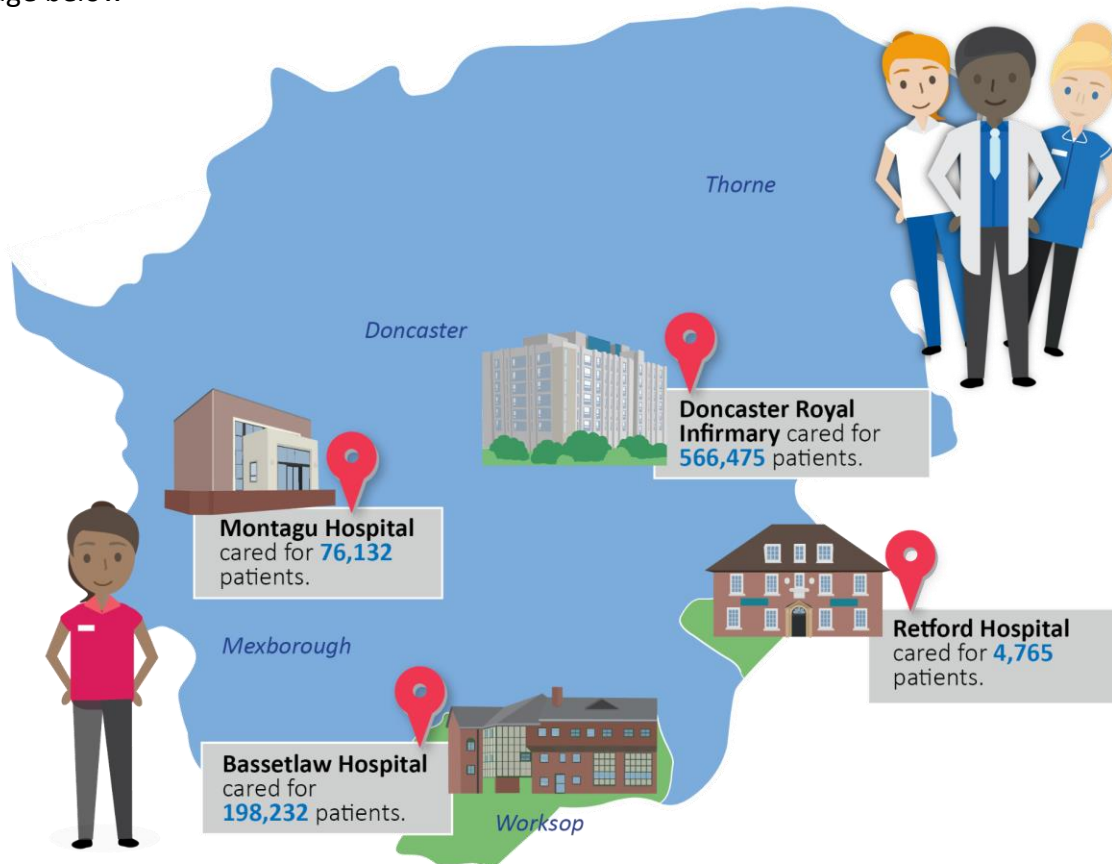 below
Thorne
Doncaster
Doncaster Royal
Infirmary cared for
566,475 patients.
Montagu Hospital
cared for 76,132
patients.
Retford Hospital
cared for 4,765
patients.
Mexborough
Bassetlaw Hospital
cared for
198,232 patients.
Worksop